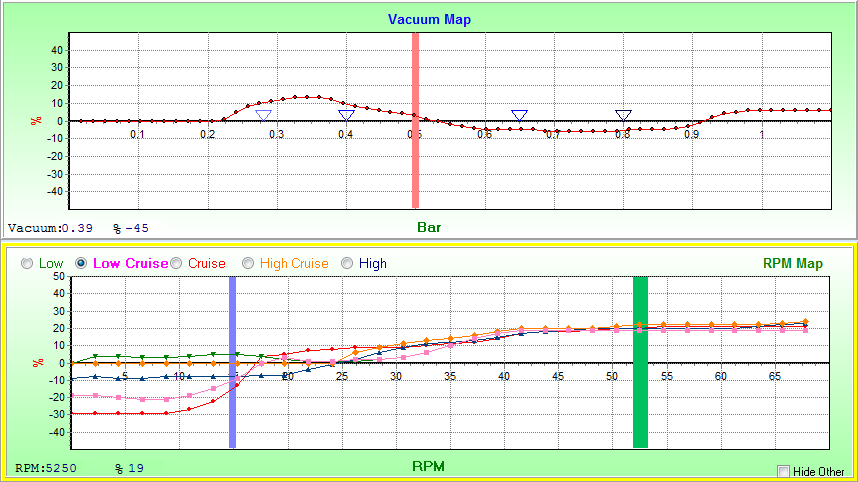 Vacuum Map
40
30
20
10
0
-10
-20
-30
-40
%
0.1 0.2 0.3 0.4 0.5 0.6 0.7 0.8 0.9 1
Vacuum:0.39 % -45
Bar
Low Low Cruise Cruise High Cruise High RPM Map
50
40
30
20
10
0
-10
-20
-30
-40
%
5 10 20 25 30 35 40 45 50 55 60 65
RPM:5250 % 19
RPM
Hide Other